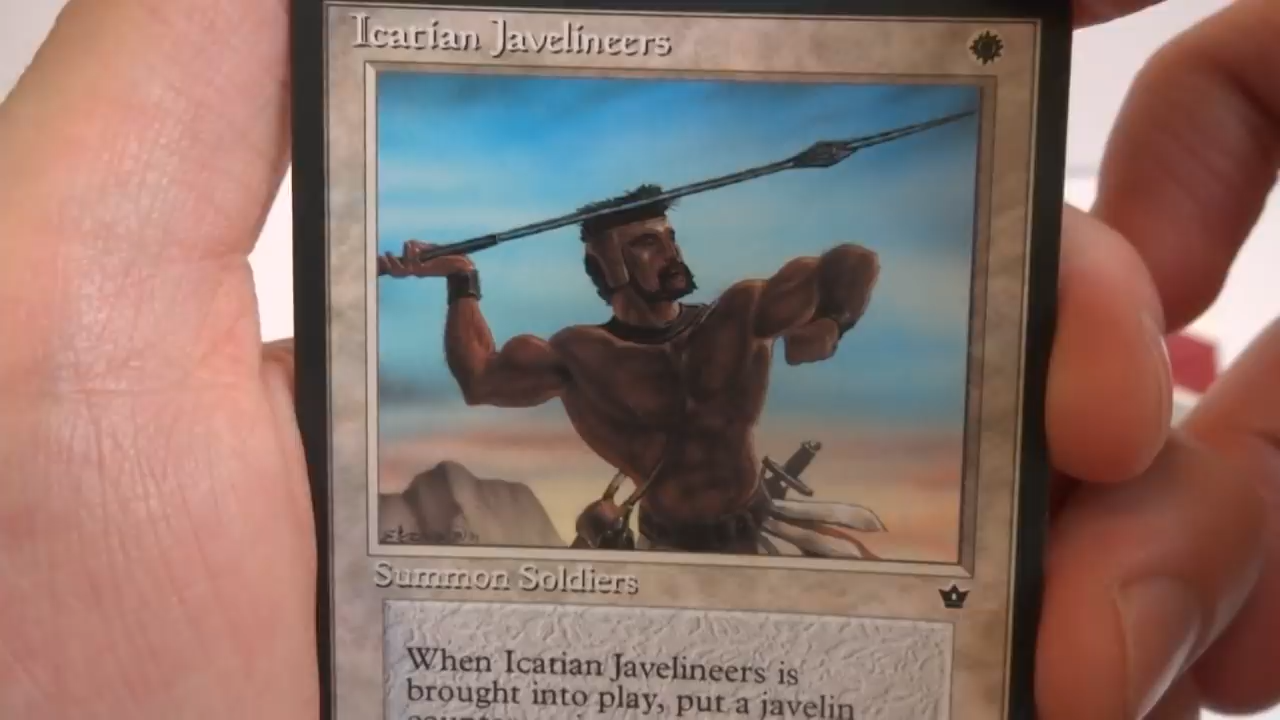 Icatian Javelineers
Summon Soldiers
When Icatian Javelineers is
brought into play, put a javelin